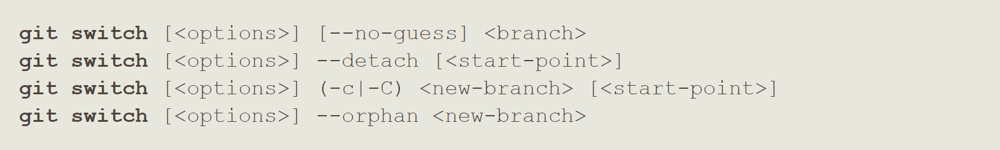 git switch [<options>] [--no-guess] <branch>
git switch [<options>] --detach [<start-point>]
git switch [<options>] (-c|-C) <new-branch> [<start-point>]
git switch [<options>] --orphan <new-branch>